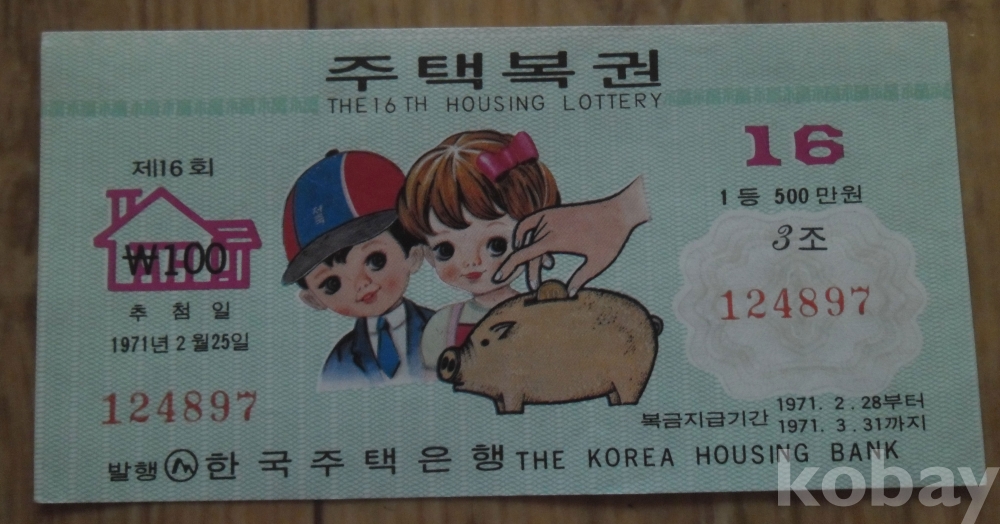 주택복권
THE 16 TH HOUSING LOTTERY
제16회
₩100
추첨일
1971년 2월25일
124897
16
1등 500만원
3조
124897
복금지급기간 1971. 2. 28부터
1971. 3. 31까지
발행 한국주택은행 THE KOREA HOUSING BANK
kobay